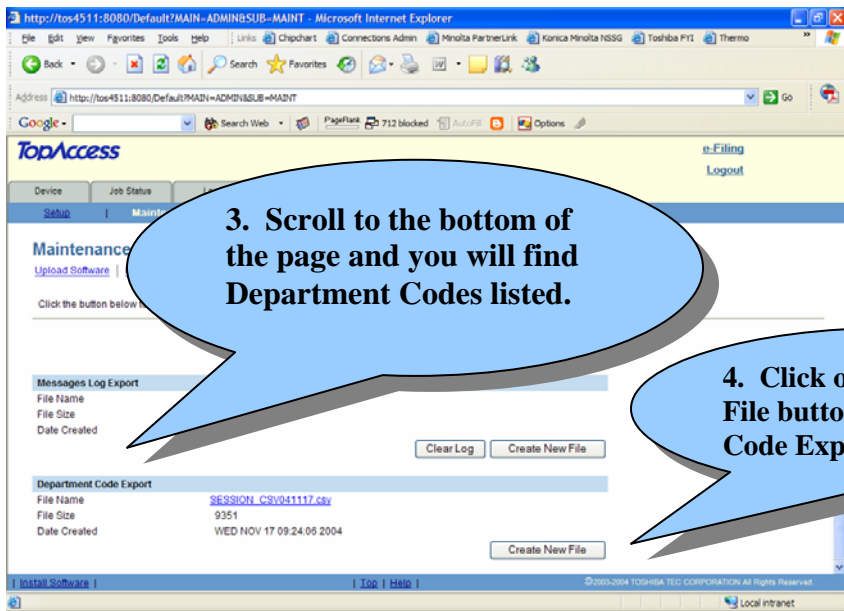 http://tos4511:8080/Default?MAIN=ADMIN&SUB=MAINT - Microsoft Internet Explorer
File Edit View Favorites Tools Help Links Chipchart Connections Admin Minolta PartnerLink Konica Minolta NSSG Toshiba FYI Thermo »
Back Search Favorites
Address http://tos4511:8080/Default?MAIN=ADMIN&SUB=MAINT Go
Google Search Web PageRank 712 blocked AutoFill Options
TopAccess
e-Filing
Logout
Device Job Status
Setup | Mainte
3. Scroll to the bottom of
the page and you will find
Department Codes listed.
Maintenance
Upload Software |
Click the button below
4. Click o
File butto
Code Exp
Messages Log Export
File Name
File Size
Date Created
Clear Log Create New File
Department Code Export
File Name SESSION_CSV041117.csv
File Size 9351
Date Created WED NOV 17 09:24:06 2004
Create New File
| Install Software | | Top | Help | ©2003-2004 TOSHIBA TEC CORPORATION All Rights Reserved.
Local intranet